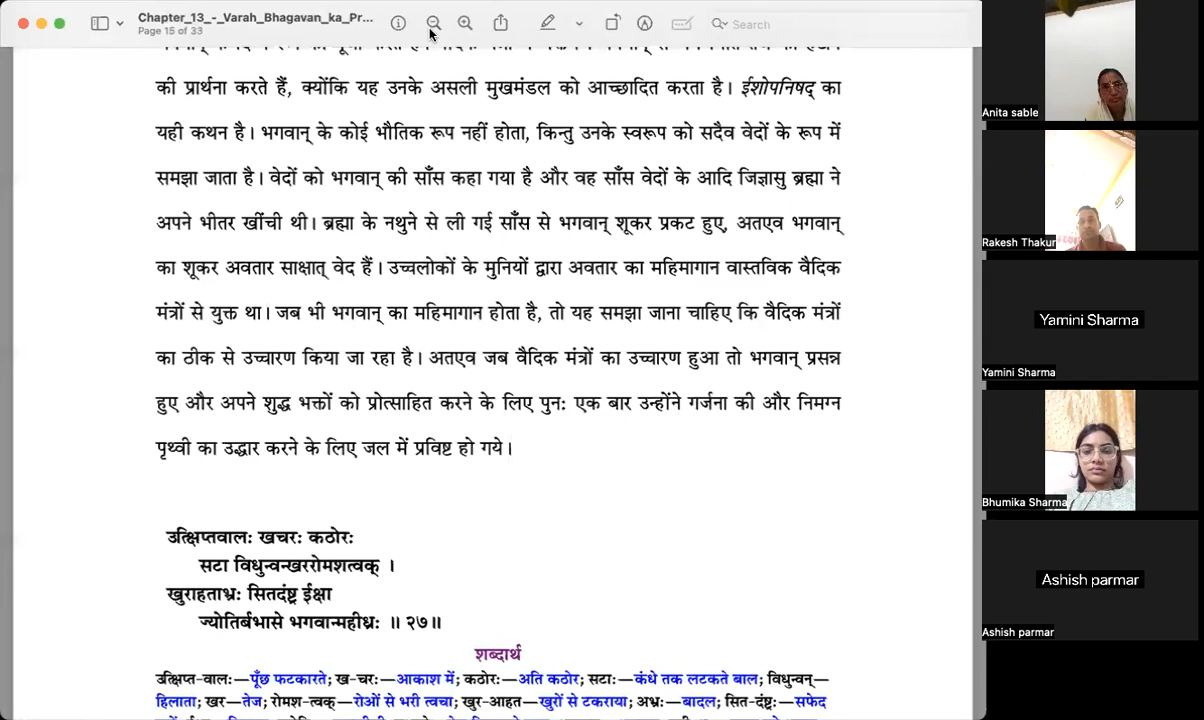 Chapter_13_-_Varah_Bhagavan_ka_Pr...
Page 15 of 33
Search
की प्रार्थना करते हैं, क्योंकि यह उनके असली मुखमंडल को आच्छादित करता है। ईशोपनिषद् का
यही कथन है। भगवान् के कोई भौतिक रूप नहीं होता, किन्तु उनके स्वरूप को सदैव वेदों के रूप में
समझा जाता है। वेदों को भगवान् की साँस कहा गया है और वह साँस वेदों के आदि जिज्ञासु ब्रह्मा ने
अपने भीतर खींची थी। ब्रह्मा के नथुने से ली गई साँस से भगवान् शूकर प्रकट हुए, अतएव भगवान्
का शूकर अवतार साक्षात् वेद हैं। उच्चलोकों के मुनियों द्वारा अवतार का महिमागान वास्तविक वैदिक
मंत्रों से युक्त था। जब भी भगवान् का महिमागान होता है, तो यह समझा जाना चाहिए कि वैदिक मंत्रों
का ठीक से उच्चारण किया जा रहा है। अतएव जब वैदिक मंत्रों का उच्चारण हुआ तो भगवान् प्रसन्न
हुए और अपने शुद्ध भक्तों को प्रोत्साहित करने के लिए पुन: एक बार उन्होंने गर्जना की और निमग्न
पृथ्वी का उद्धार करने के लिए जल में प्रविष्ट हो गये।
उत्क्षिप्तवाल: खचर: कठोर:
सटा विधुन्वन्खररोमशत्वक् ।
खुराहताभ्र: सितदंष्ट्र ईक्षा
ज्योतिर्बभासे भगवान्महीध्र: ॥ २७॥
शब्दार्थ
उत्क्षिप्त-वाल:—पूँछ फटकारते; ख-चर:—आकाश में; कठोर:—अति कठोर; सटा:—कंधे तक लटकते बाल; विधुन्वन्—
हिलाता; खर—तेज; रोमश-त्वक्—रोओं से भरी त्वचा; खुर-आहत—खुरों से टकराया; अभ्र:—बादल; सित-दंष्ट्र:—सफेद
Anita sable
Rakesh Thakur
Yamini Sharma
Yamini Sharma
Bhumika Sharma
Ashish parmar
Ashish parmar